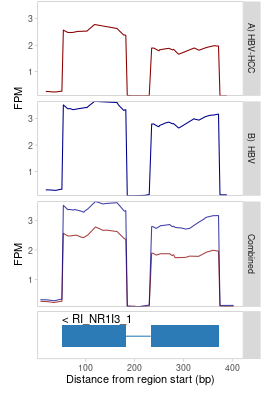 3
2
1
A) HBV-HCC
FPM
3
2
1
B) HBV
3
2
1
FPM
Combined
< RI_NR1I3_1
100
200
300
400
Distance from region start (bp)